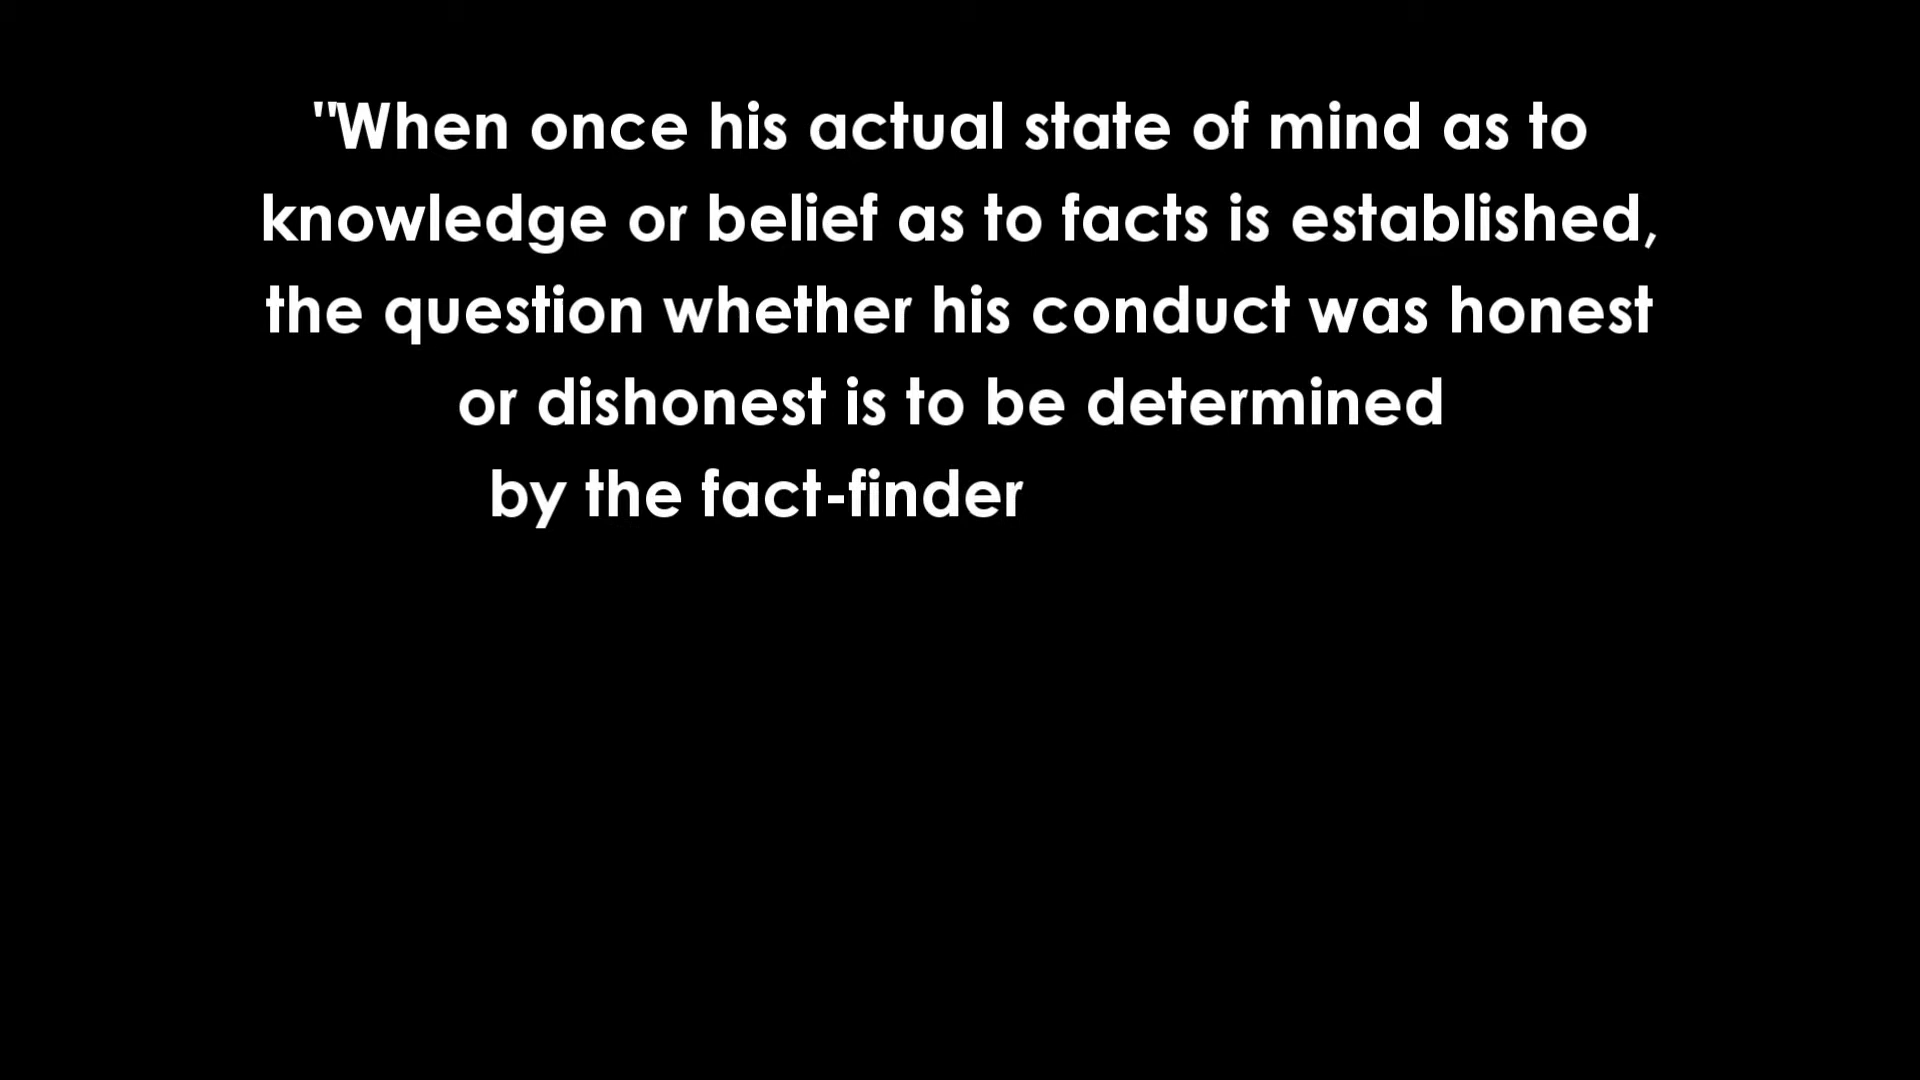 "When once his actual state of mind as to
knowledge or belief as to facts is established,
the question whether his conduct was honest
or dishonest is to be determined
by the fact-finder